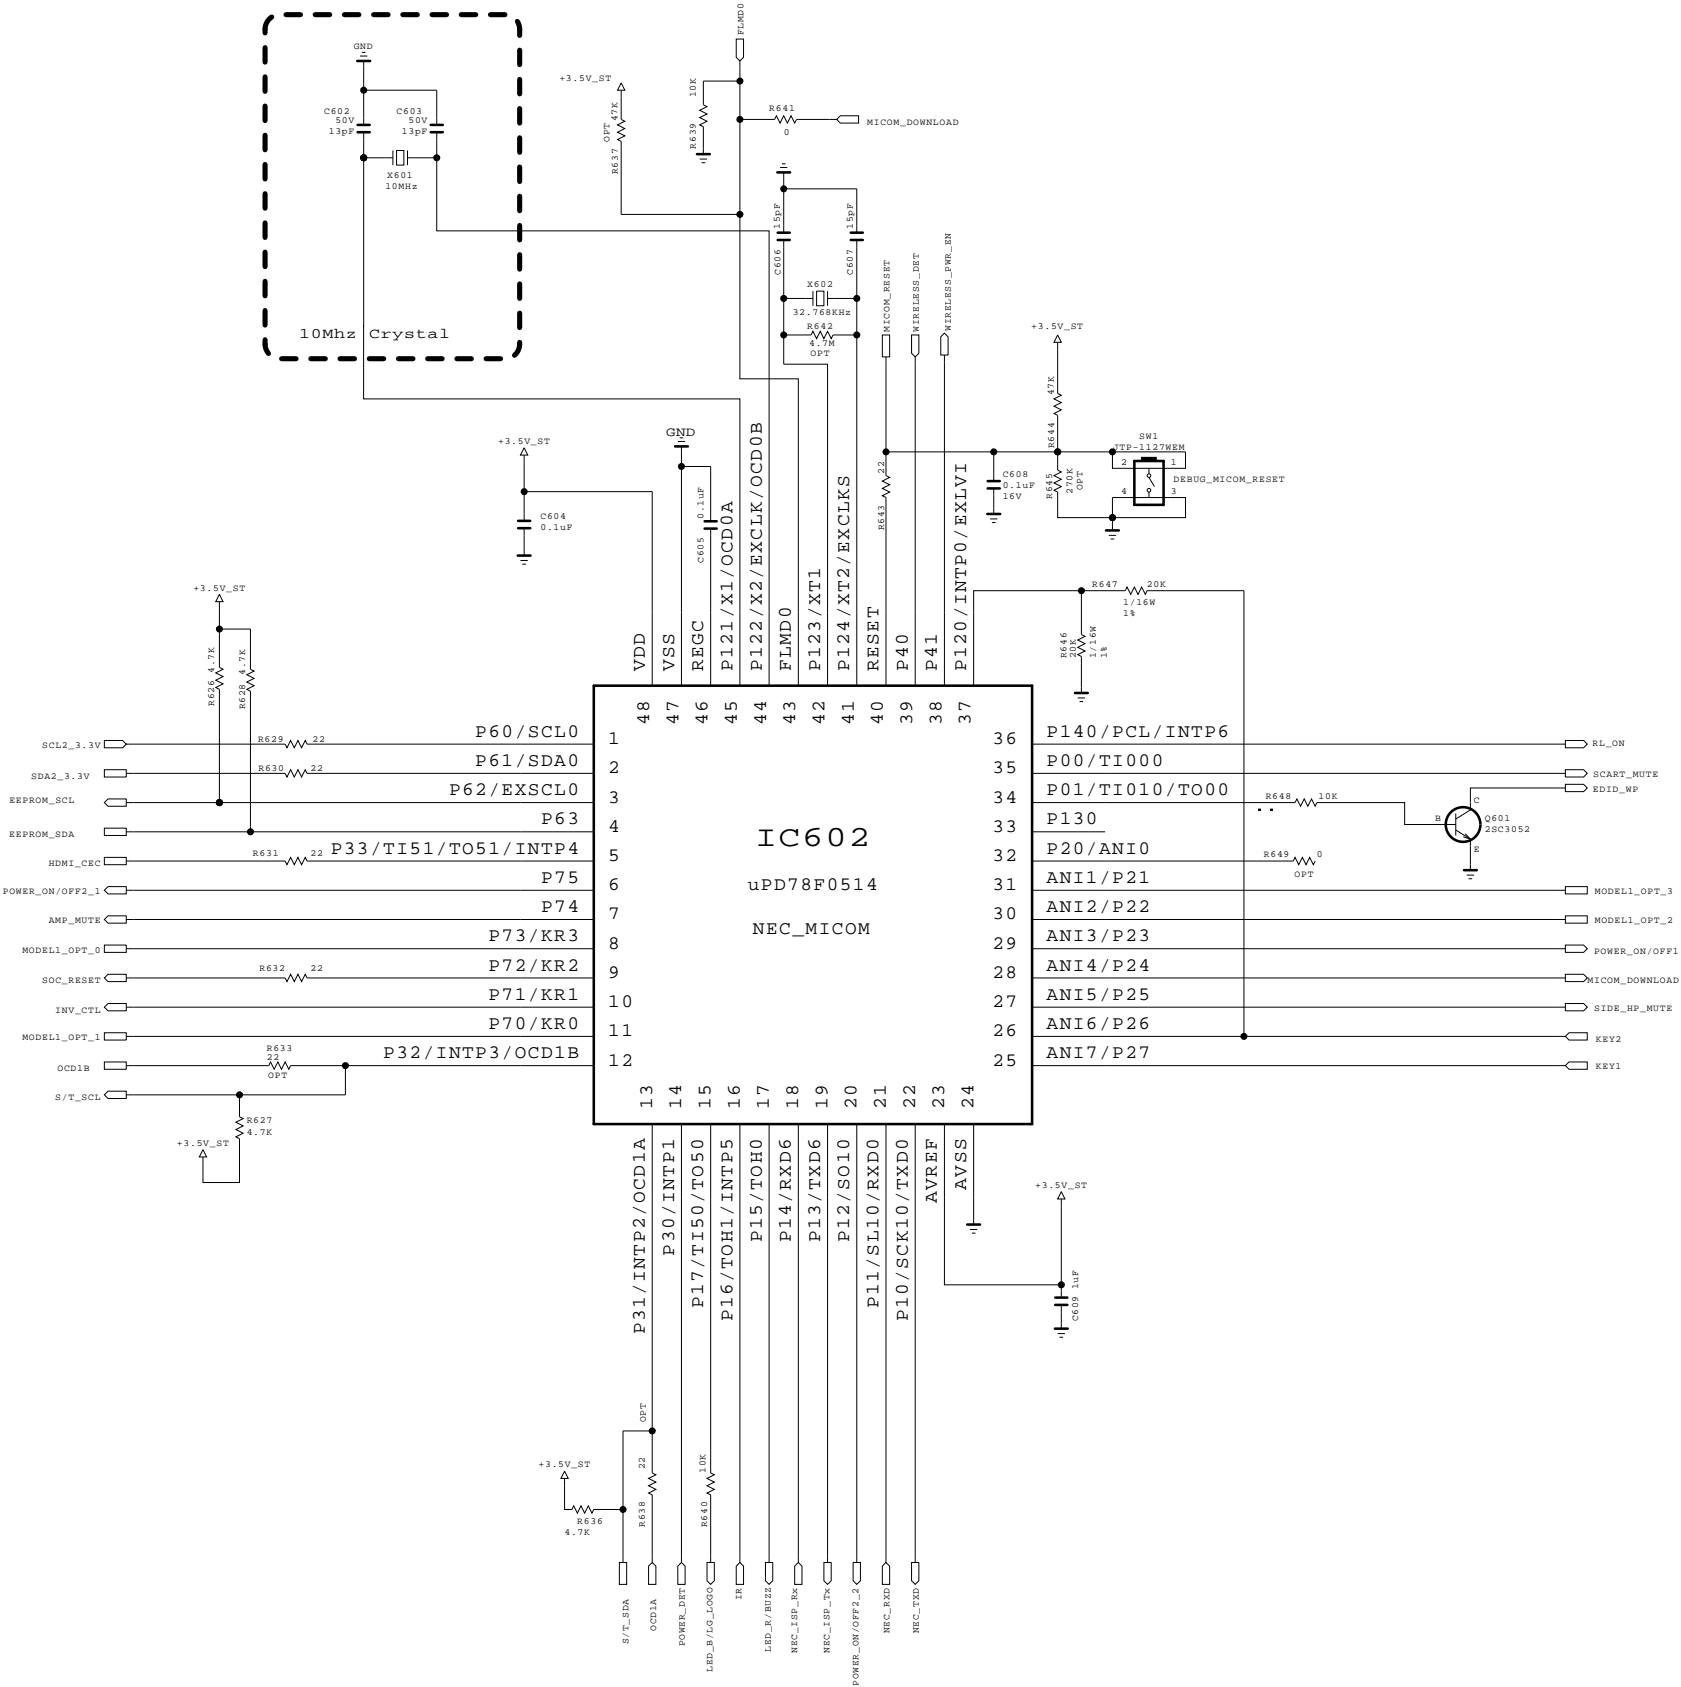 FLMD0
GND
C602
50V
13pF
C603
50V
13pF
X601
10MHz
10Mhz Crystal
+3.5V_ST
47K
OPT
R637
10K
R639
R641
0
MICOM_DOWNLOAD
15pF
C606
15pF
C607
X602
32.768KHz
R642
4.7M
OPT
MICOM_RESET
WIRELESS_DET
WIRELESS_PWR_EN
+3.5V_ST
47K
R644
R645
270K
OPT
SW1
JTP-1127WEM
2 1
4 3
DEBUG_MICOM_RESET
C608
0.1uF
16V
22
R643
+3.5V_ST
C604
0.1uF
GND
0.1uF
C605
R647 20K
1/16W
1%
R646
20K
1/16W
1%
VDD
VSS
REGC
P121/X1/OCD0A
P122/X2/EXCLK/OCD0B
FLMD0
P123/XT1
P124/XT2/EXCLKS
RESET
P40
P41
P120/INTP0/EXLVI
48
47
46
45
44
43
42
41
40
39
38
37
+3.5V_ST
4.7K
R626
4.7K
R628
SCL2_3.3V R629 22 P60/SCL0 1
SDA2_3.3V R630 22 P61/SDA0 2
EEPROM_SCL P62/EXSCL0 3
EEPROM_SDA P63 4
HDMI_CEC R631 22 P33/TI51/TO51/INTP4 5
POWER_ON/OFF2_1 P75 6
AMP_MUTE P74 7
MODEL1_OPT_0 P73/KR3 8
SOC_RESET R632 22 P72/KR2 9
INV_CTL P71/KR1 10
MODEL1_OPT_1 P70/KR0 11
OCD1B R633 22 OPT P32/INTP3/OCD1B 12
S/T_SCL
R627
4.7K
+3.5V_ST
IC602
uPD78F0514
NEC_MICOM
36 P140/PCL/INTP6 RL_ON
35 P00/TI000 SCART_MUTE
EDID_WP
34 P01/TI010/TO00 R648 10K
B C E
Q601
2SC3052
33 P130
32 P20/ANI0 R649 0 OPT
31 ANI1/P21 MODEL1_OPT_3
30 ANI2/P22 MODEL1_OPT_2
29 ANI3/P23 POWER_ON/OFF1
28 ANI4/P24 MICOM_DOWNLOAD
27 ANI5/P25 SIDE_HP_MUTE
26 ANI6/P26 KEY2
25 ANI7/P27 KEY1
13
14
15
16
17
18
19
20
21
22
23
24
P31/INTP2/OCD1A
P30/INTP1
P17/TI50/TO50
P16/TOH1/INTP5
P15/TOH0
P14/RXD6
P13/TXD6
P12/SO10
P11/SL10/RXD0
P10/SCK10/TXD0
AVREF
AVSS
+3.5V_ST
1uF
C609
OPT
22
R638
+3.5V_ST
R636
4.7K
10K
R640
S/T_SDA
OCD1A
POWER_DET
LED_B/LG_LOGO
IR
LED_R/BUZZ
NEC_ISP_Rx
NEC_ISP_Tx
POWER_ON/OFF2_2
NEC_RXD
NEC_TXD